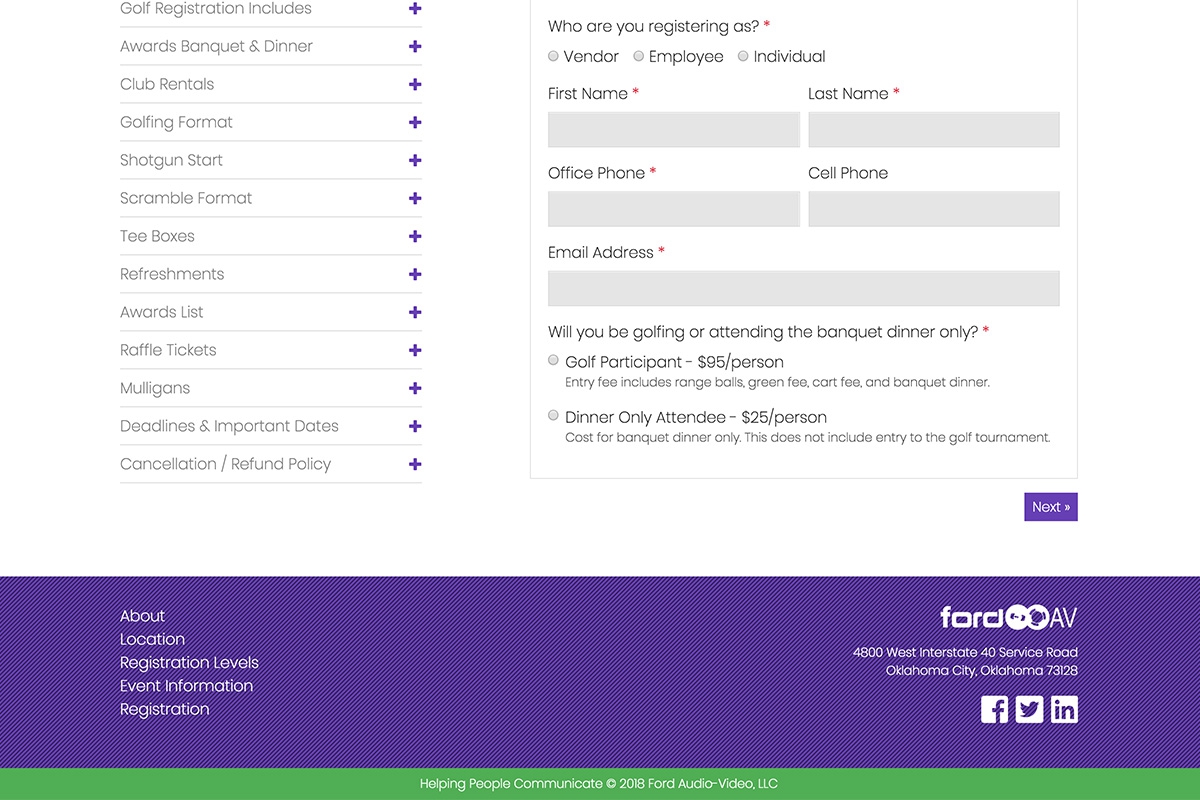 Golf Registration Includes
Awards Banquet & Dinner
Club Rentals
Golfing Format
Shotgun Start
Scramble Format
Tee Boxes
Refreshments
Awards List
Raffle Tickets
Mulligans
Deadlines & Important Dates
Cancellation / Refund Policy
Who are you registering as? *
Vendor Employee Individual
First Name * Last Name *
Office Phone * Cell Phone
Email Address *
Will you be golfing or attending the banquet dinner only? *
Golf Participant - $95/person
Entry fee includes range balls, green fee, cart fee, and banquet dinner.
Dinner Only Attendee - $25/person
Cost for banquet dinner only. This does not include entry to the golf tournament.
Next »
About
Location
Registration Levels
Event Information
Registration
ford AV
4800 West Interstate 40 Service Road
Oklahoma City, Oklahoma 73128
Helping People Communicate © 2018 Ford Audio-Video, LLC